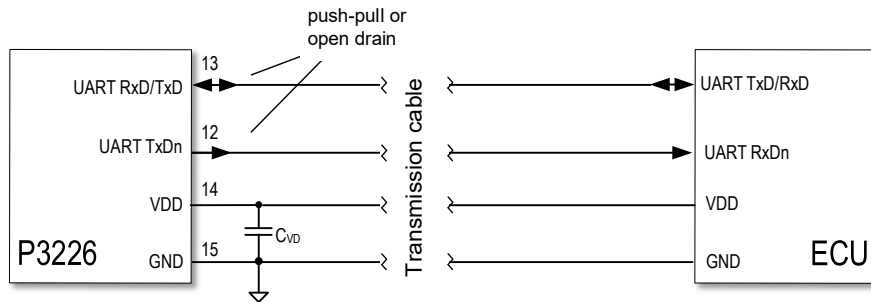 push-pull or
open drain
13
UART RxD/TxD
UART TxD/RxD
12
UART TxDn
UART RxDn
14
VDD
VDD
CVD
15
P3226
GND
GND
ECU
Transmission cable